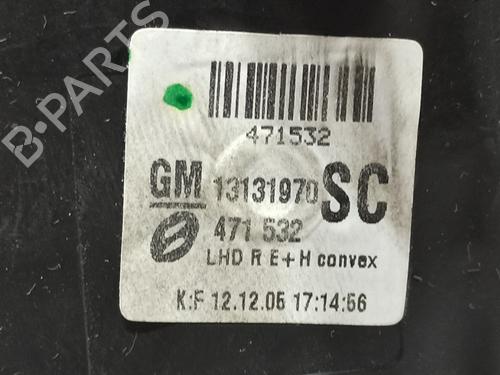 B-PARTS
471532
GM 13131970 SC
471 532
LHD R E+H convex
K:F 12.12.05 17:14:56